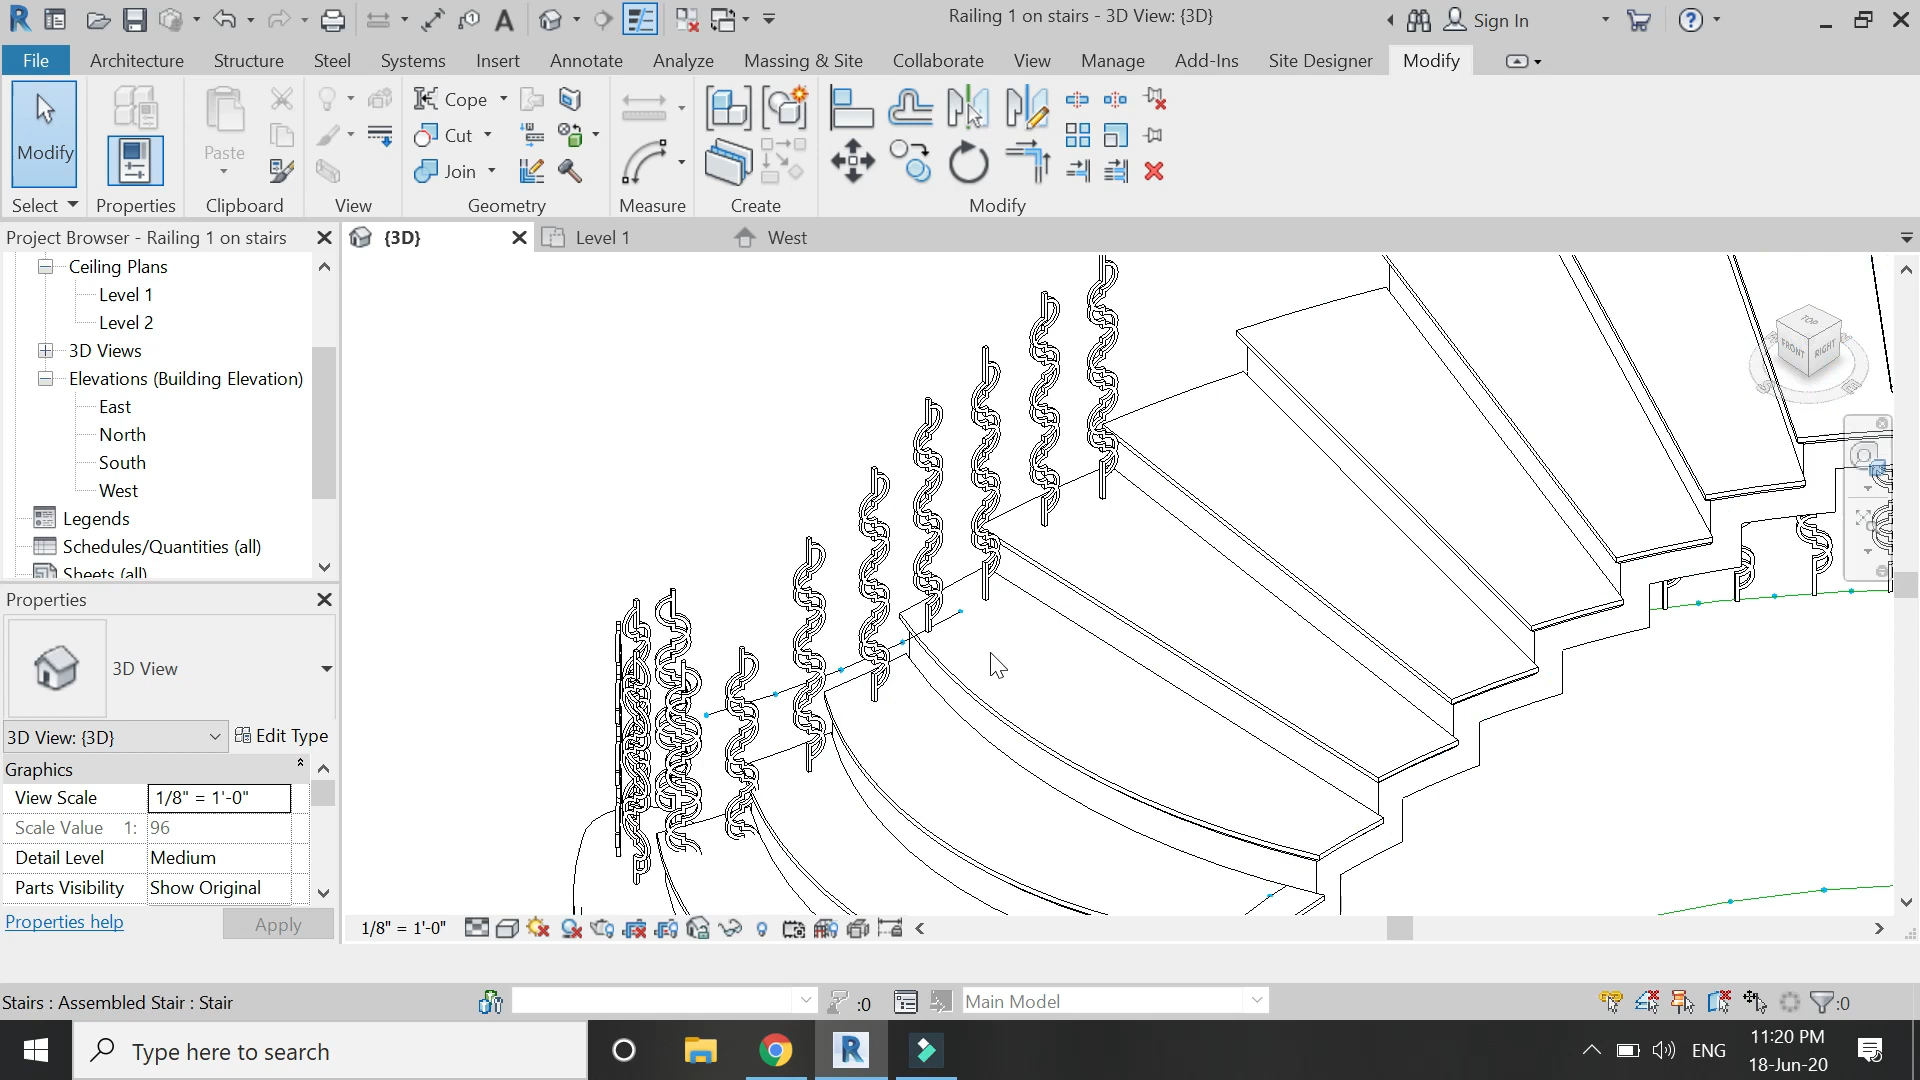 Railing 1 on stairs - 3D View: {3D}
Sign In
File
Architecture
Structure
Steel
Systems
Insert
Annotate
Analyze
Massing & Site
Collaborate
View
Manage
Add-Ins
Site Designer
Modify
Modify
Paste
Cope
Cut
Join
Select
Properties
Clipboard
View
Geometry
Measure
Create
Modify
Project Browser - Railing 1 on stairs
{3D}
Level 1
West
Ceiling Plans
Level 1
Level 2
3D Views
Elevations (Building Elevation)
East
North
South
West
Legends
Schedules/Quantities (all)
Sheets (all)
TOP
FRONT
RIGHT
Properties
3D View
3D View: {3D}
Edit Type
Graphics
View Scale
1/8" = 1'-0"
Scale Value 1:
96
Detail Level
Medium
Parts Visibility
Show Original
Properties help
Apply
1/8" = 1'-0"
Stairs : Assembled Stair : Stair
:0
Main Model
:0
Type here to search
ENG
11:20 PM
18-Jun-20